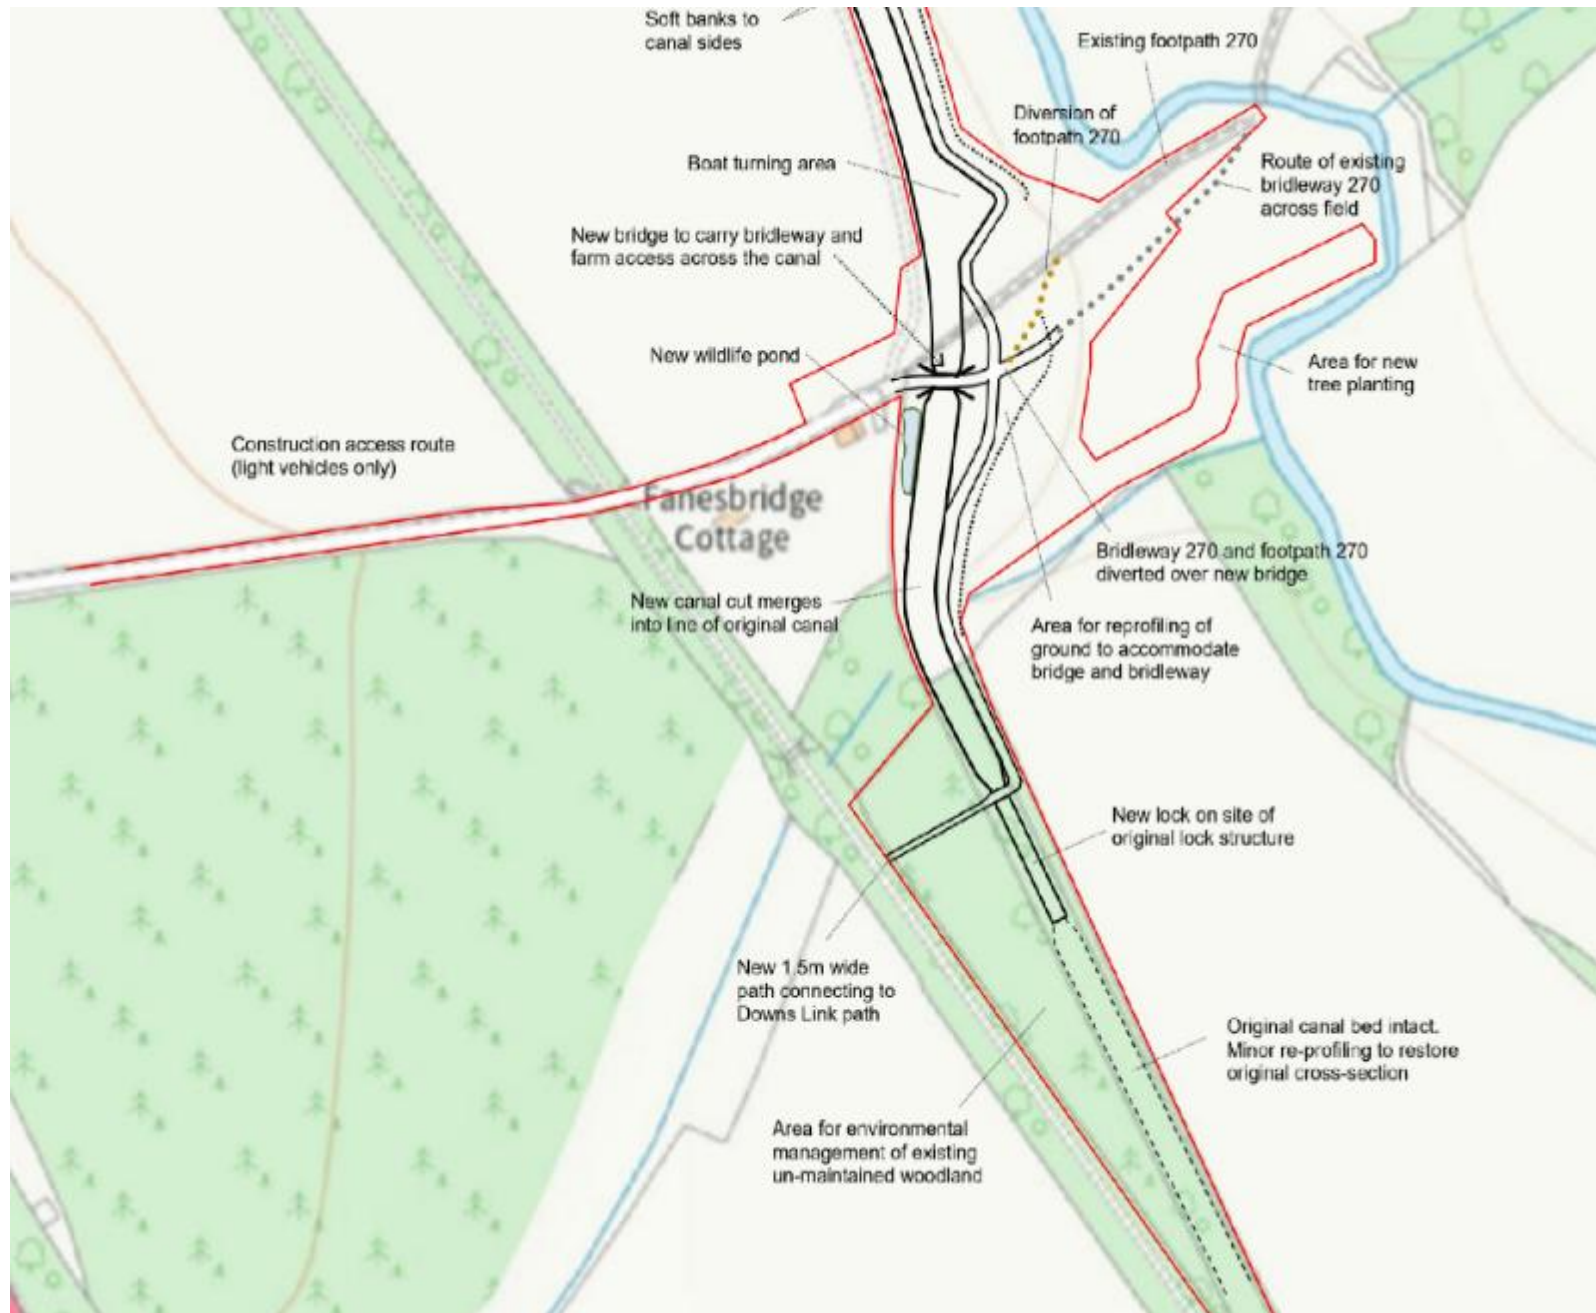 Soft banks to
canal sides
Existing footpath 270
Diversion of
footpath 270
Boat turning area
Route of existing
bridleway 270
across field
New bridge to carry bridleway and
farm access across the canal
New wildlife pond
Area for new
tree planting
Construction access route
(light vehicles only)
Fanesbridge
Cottage
Bridleway 270 and footpath 270
diverted over new bridge
New canal cut merges
into line of original canal
Area for reprofiling of
ground to accommodate
bridge and bridleway
New lock on site of
original lock structure
New 1.5m wide
path connecting to
Downs Link path
Original canal bed intact.
Minor re-profiling to restore
original cross-section
Area for environmental
management of existing
un-maintained woodland